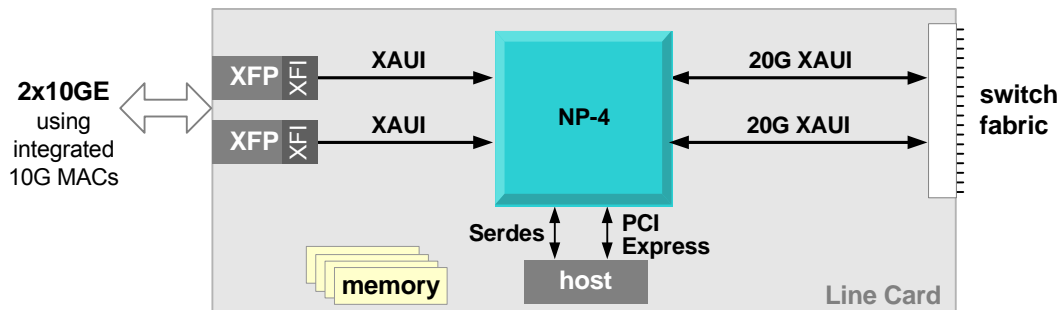 2x10GE
using
integrated
10G MACs
XFP
XFI
XAUI
XFP
XFI
XAUI
NP-4
20G XAUI
20G XAUI
switch
fabric
Serdes
PCI
Express
host
memory
Line Card